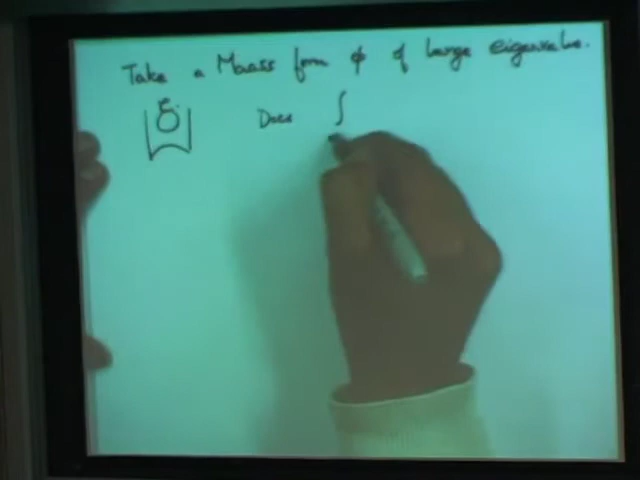 Take a Maass form φ of large eigenvalue.
Does ∫